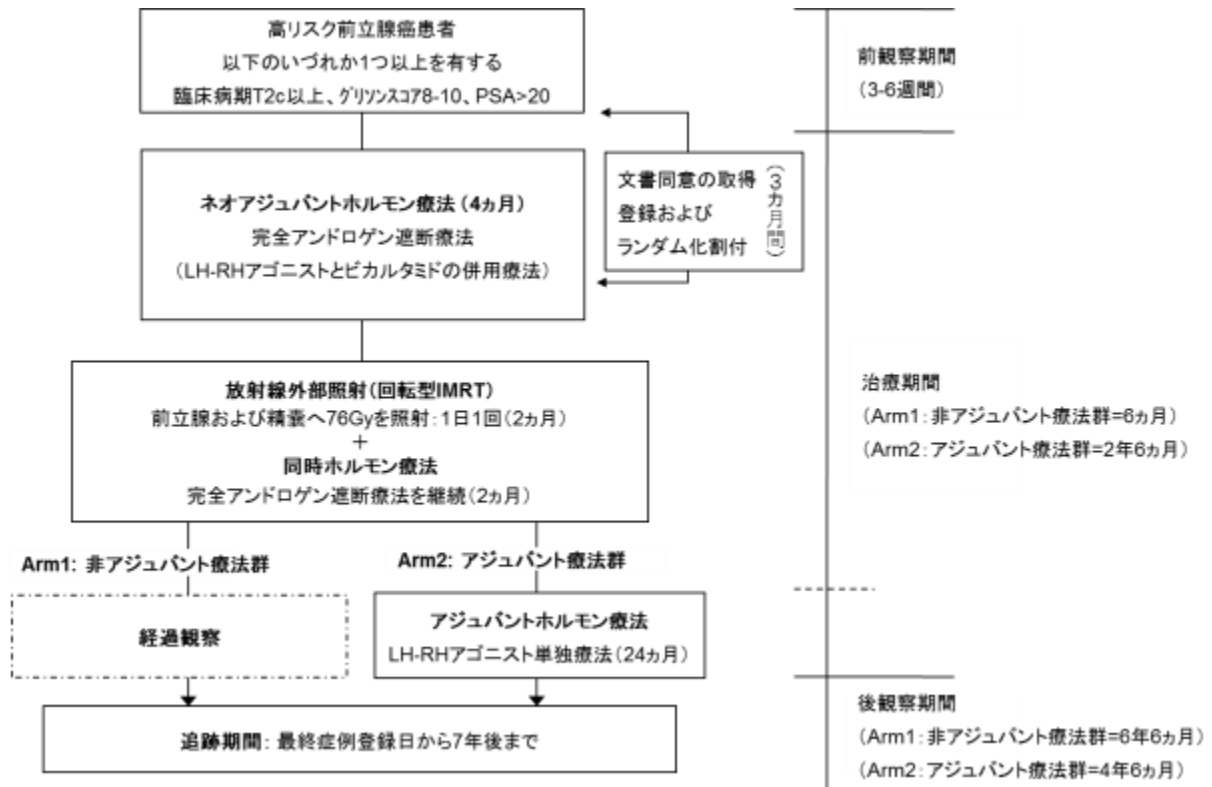 高リスク前立腺癌患者
以下のいづれか1つ以上を有する
臨床病期T2c以上、グリソンスコア8-10、PSA>20
前観察期間
(3-6週間)
ネオアジュバントホルモン療法 (4ヵ月)
完全アンドロゲン遮断療法
(LH-RHアゴニストとビカルタミドの併用療法)
文書同意の取得
登録および
ランダム化割付
(3カ月間)
放射線外部照射(回転型IMRT)
前立腺および精嚢へ76Gyを照射:1日1回(2ヵ月)
+
同時ホルモン療法
完全アンドロゲン遮断療法を継続(2ヵ月)
治療期間
(Arm1:非アジュバント療法群=6ヵ月)
(Arm2:アジュバント療法群=2年6ヵ月)
Arm1: 非アジュバント療法群
Arm2: アジュバント療法群
経過観察
アジュバントホルモン療法
LH-RHアゴニスト単独療法(24ヵ月)
追跡期間: 最終症例登録日から7年後まで
後観察期間
(Arm1:非アジュバント療法群=6年6ヵ月)
(Arm2:アジュバント療法群=4年6ヵ月)